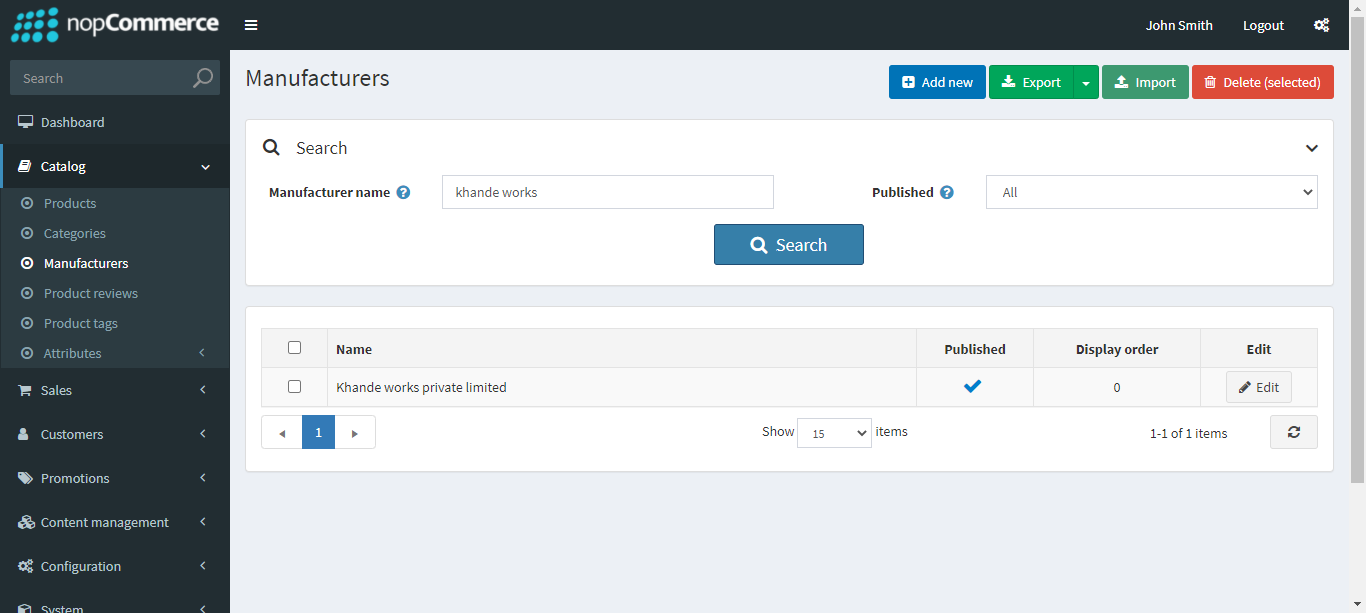 nopCommerce
John Smith Logout
Search
Dashboard
Catalog
Products
Categories
Manufacturers
Product reviews
Product tags
Attributes
Sales
Customers
Promotions
Content management
Configuration
System
Manufacturers
Add new Export Import Delete (selected)
Search
Manufacturer name khande works Published All
Search
Name Published Display order Edit
Khande works private limited 0 Edit
1 Show 15 items 1-1 of 1 items